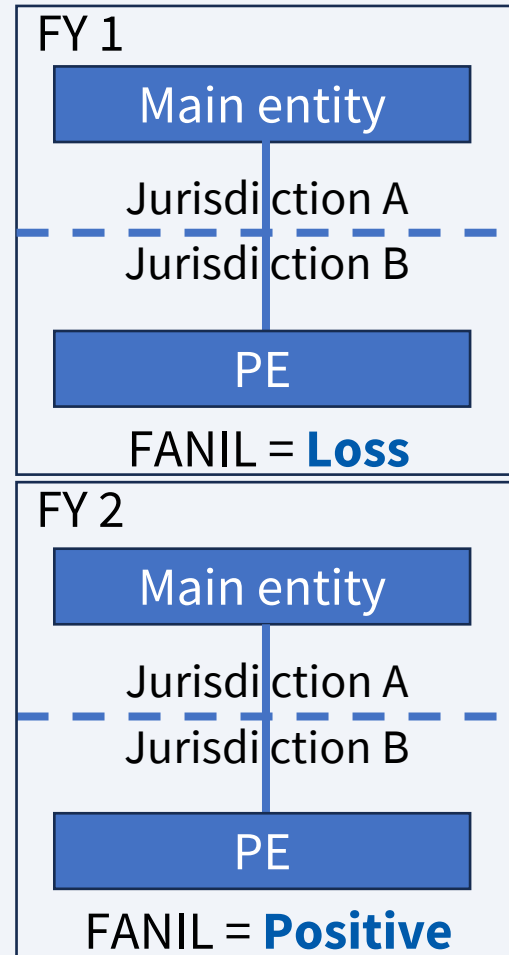 FY 1
Main entity
Jurisdiction A
Jurisdiction B
PE
FANIL = Loss
FY 2
Main entity
Jurisdiction A
Jurisdiction B
PE
FANIL = Positive